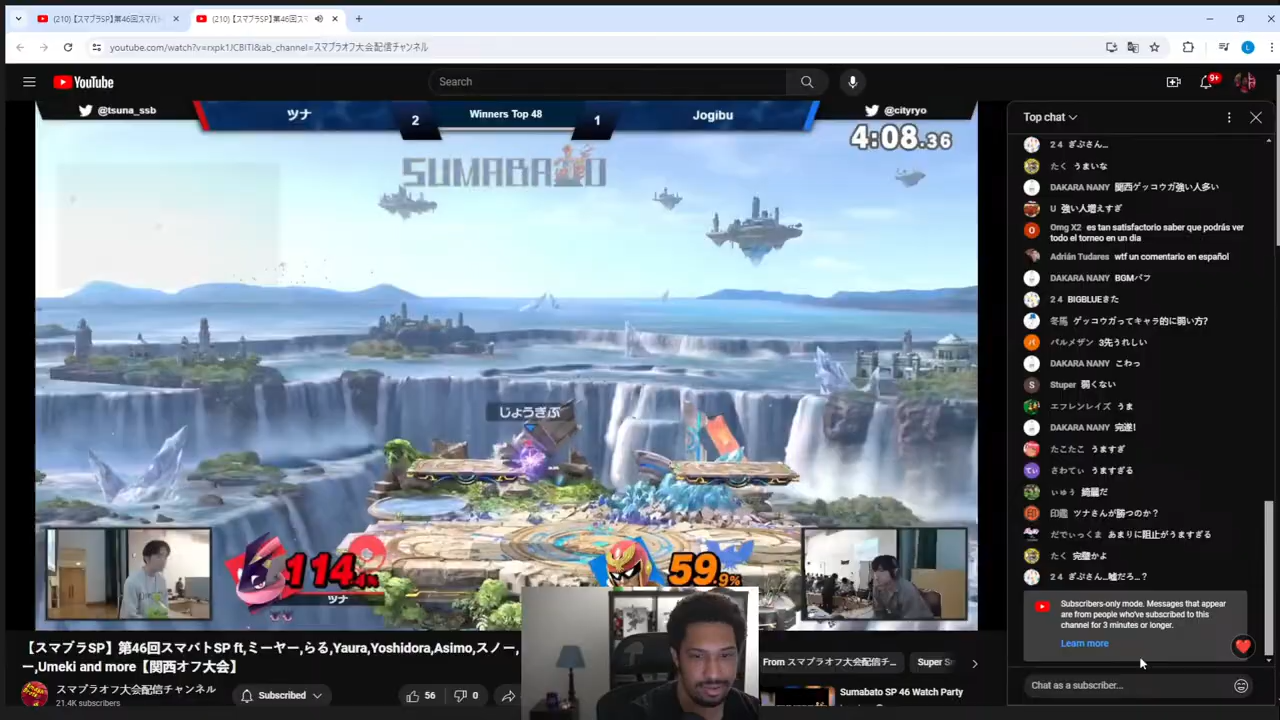 (210)【スマブラSP】第46回スマバト
(210)【スマブラSP】第46回ス
youtube.com/watch?v=rxpk1JCBITI&ab_channel=スマブラオフ大会配信チャンネル
L
YouTube
Search
9+
@tsuna_ssb
ツナ
2
Winners Top 48
1
Jogibu
@cityryo
4:08.36
SUMABATO
じょうぎぶ
114.4%
ツナ
59.9%
【スマブラSP】第46回スマバトSP ft,ミーヤー,らる,Yaura,Yoshidora,Asimo,スノー,
ー,Umeki and more【関西オフ大会】
スマブラオフ大会配信チャンネル
21.4K subscribers
Subscribed
56
0
From スマブラオフ大会配信チ...
Super S
Sumabato SP 46 Watch Party
Top chat
2 4 ぎぶさん...
たく うまいな
DAKARA NANY 関西ゲッコウガ強い人多い
U 強い人増えすぎ
Omg X2 es tan satisfactorio saber que podrás ver
todo el torneo en un dia
Adrián Tudares wtf un comentario en español
DAKARA NANY BGMバフ
2 4 BIGBLUEきた
冬馬 ゲッコウガってキャラ的に弱い方?
パルメザン 3先うれしい
DAKARA NANY こわっ
S
Stuper 弱くない
エフレンレイズ うま
DAKARA NANY 完遂!
たこたこ うますぎ
てぃ
さわてぃ うますぎる
いゅう 綺麗だ
印鑑 ツナさんが勝つのか？
だでぃっくま あまりに阻止がうますぎる
たく 完璧かよ
2 4 ぎぶさん...嘘だろ...？
Subscribers-only mode. Messages that appear
are from people who've subscribed to this
channel for 3 minutes or longer.
Learn more
Chat as a subscriber...